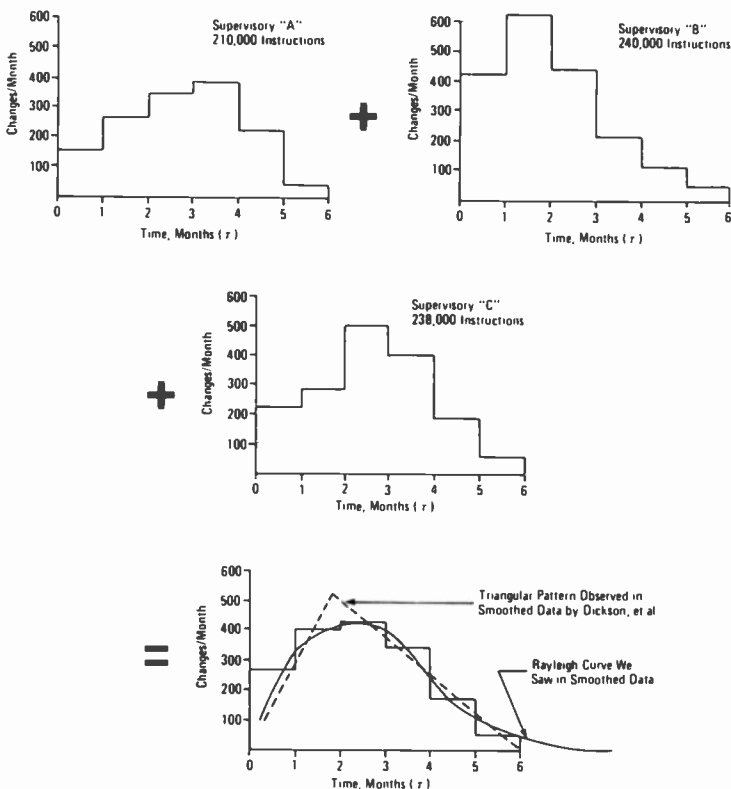 Supervisory "A"
210,000 Instructions
Changes/Month
600
500
400
300
200
100
0 1 2 3 4 5 6
Time, Months (τ)
+
Supervisory "B"
240,000 Instructions
Changes/Month
600
500
400
300
200
100
0 1 2 3 4 5 6
Time, Months (τ)
+
Supervisory "C"
238,000 Instructions
Changes/Month
600
500
400
300
200
100
0 1 2 3 4 5 6
Time, Months (τ)
=
Changes/Month
600
500
400
300
200
100
0 1 2 3 4 5 6
Time, Months (τ)
Triangular Pattern Observed in
Smoothed Data by Dickson, et al
Rayleigh Curve We
Saw in Smoothed Data